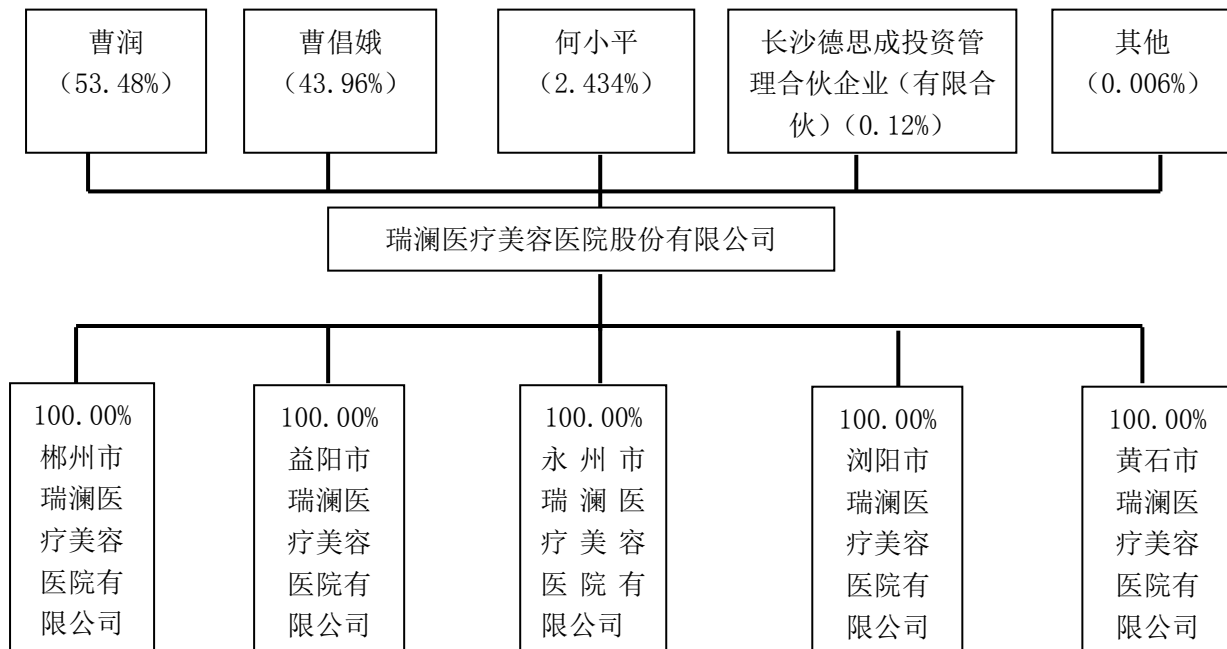 曹润
（53.48%）
曹倡娥
（43.96%）
何小平
（2.434%）
长沙德思成投资管
理合伙企业（有限合
伙）（0.12%）
其他
（0.006%）
瑞澜医疗美容医院股份有限公司
100.00%
郴州市
瑞澜医
疗美容
医院有
限公司
100.00%
益阳市
瑞澜医
疗美容
医院有
限公司
100.00%
永州市
瑞澜医
疗美容
医院有
限公司
100.00%
浏阳市
瑞澜医
疗美容
医院有
限公司
100.00%
黄石市
瑞澜医
疗美容
医院有
限公司